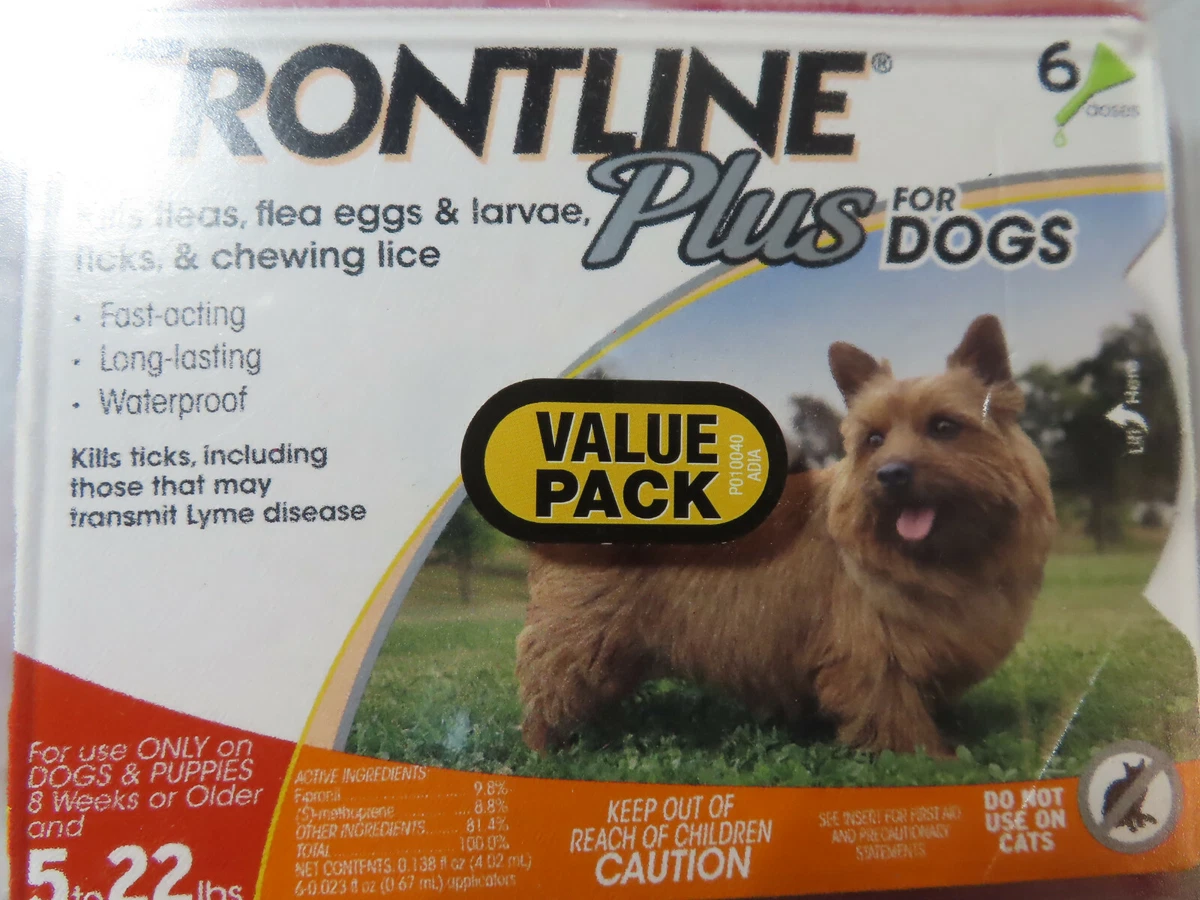 FRONTLINE®
Plus FOR
DOGS
6
doses
Kills fleas, flea eggs & larvae,
ticks, & chewing lice
• Fast-acting
• Long-lasting
• Waterproof
Kills ticks, including
those that may
transmit Lyme disease
VALUE
PACK
P010040
ADIA
Lift Here
For use ONLY on
DOGS & PUPPIES
8 Weeks or Older
and
5 to 22 lbs
ACTIVE INGREDIENTS:
Fipronil 9.8%
(S)-methoprene 8.8%
OTHER INGREDIENTS 81.4%
TOTAL 100.0%
NET CONTENTS: 0.138 fl oz (4.02 mL)
6-0.023 fl oz (0.67 mL) applicators
KEEP OUT OF
REACH OF CHILDREN
CAUTION
SEE INSERT FOR FIRST AID
AND PRECAUTIONARY
STATEMENTS
DO NOT
USE ON
CATS